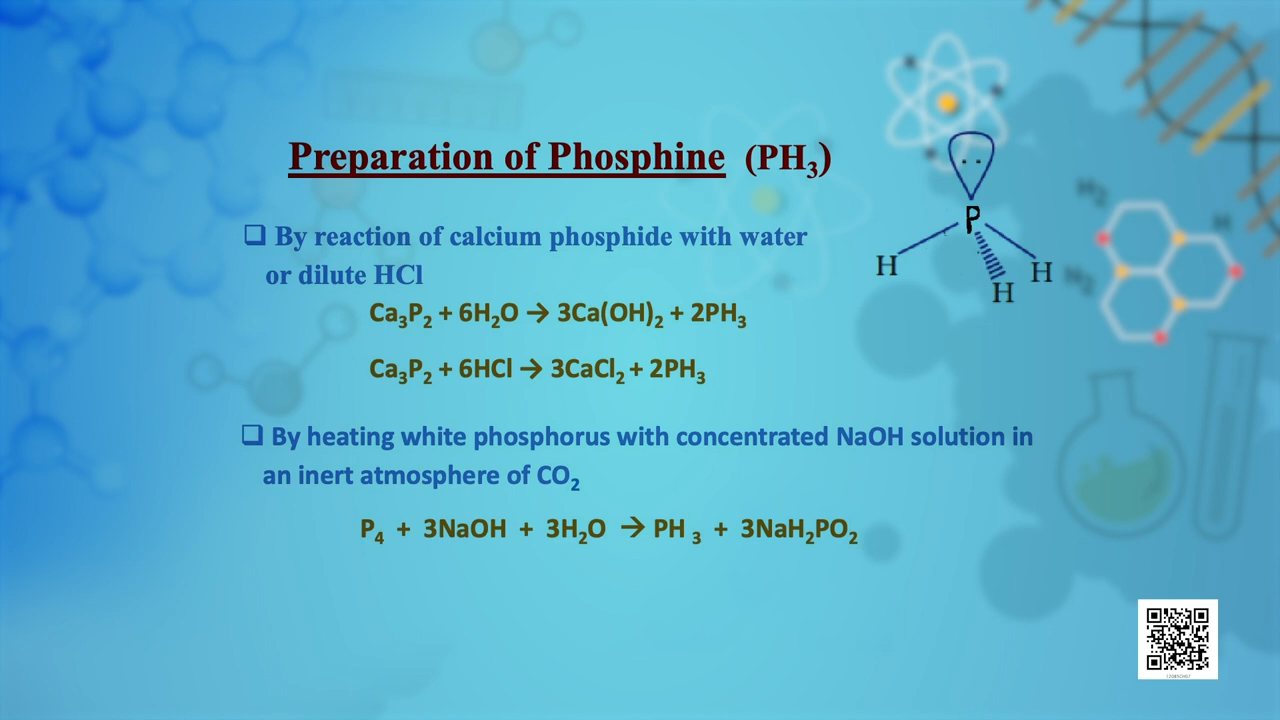 Preparation of Phosphine (PH₃)
❑ By reaction of calcium phosphide with water
or dilute HCl
Ca₃P₂ + 6H₂O → 3Ca(OH)₂ + 2PH₃
Ca₃P₂ + 6HCl → 3CaCl₂ + 2PH₃
❑ By heating white phosphorus with concentrated NaOH solution in
an inert atmosphere of CO₂
P₄ + 3NaOH + 3H₂O → PH ₃ + 3NaH₂PO₂
P
H
H
H